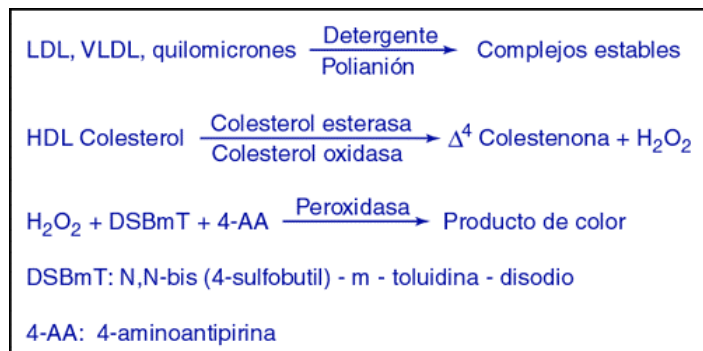 LDL, VLDL, quilomicrones Detergente Polianión Complejos estables
HDL Colesterol Colesterol esterasa Colesterol oxidasa Δ⁴ Colestenona + H₂O₂
H₂O₂ + DSBmT + 4-AA Peroxidasa Producto de color
DSBmT: N,N-bis (4-sulfobutil) - m - toluidina - disodio
4-AA: 4-aminoantipirina